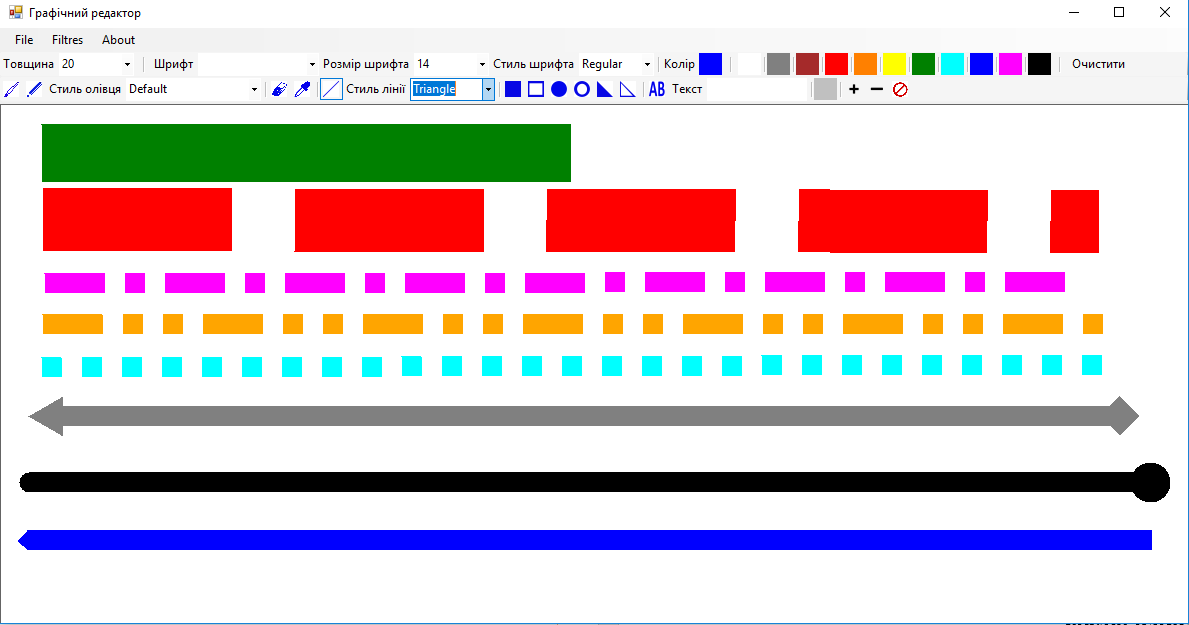 Графічний редактор
File Filtres About
Товщина 20 Шрифт Розмір шрифта 14 Стиль шрифта Regular Колір Очистити
Стиль олівця Default Стиль лінії Triangle AB Текст